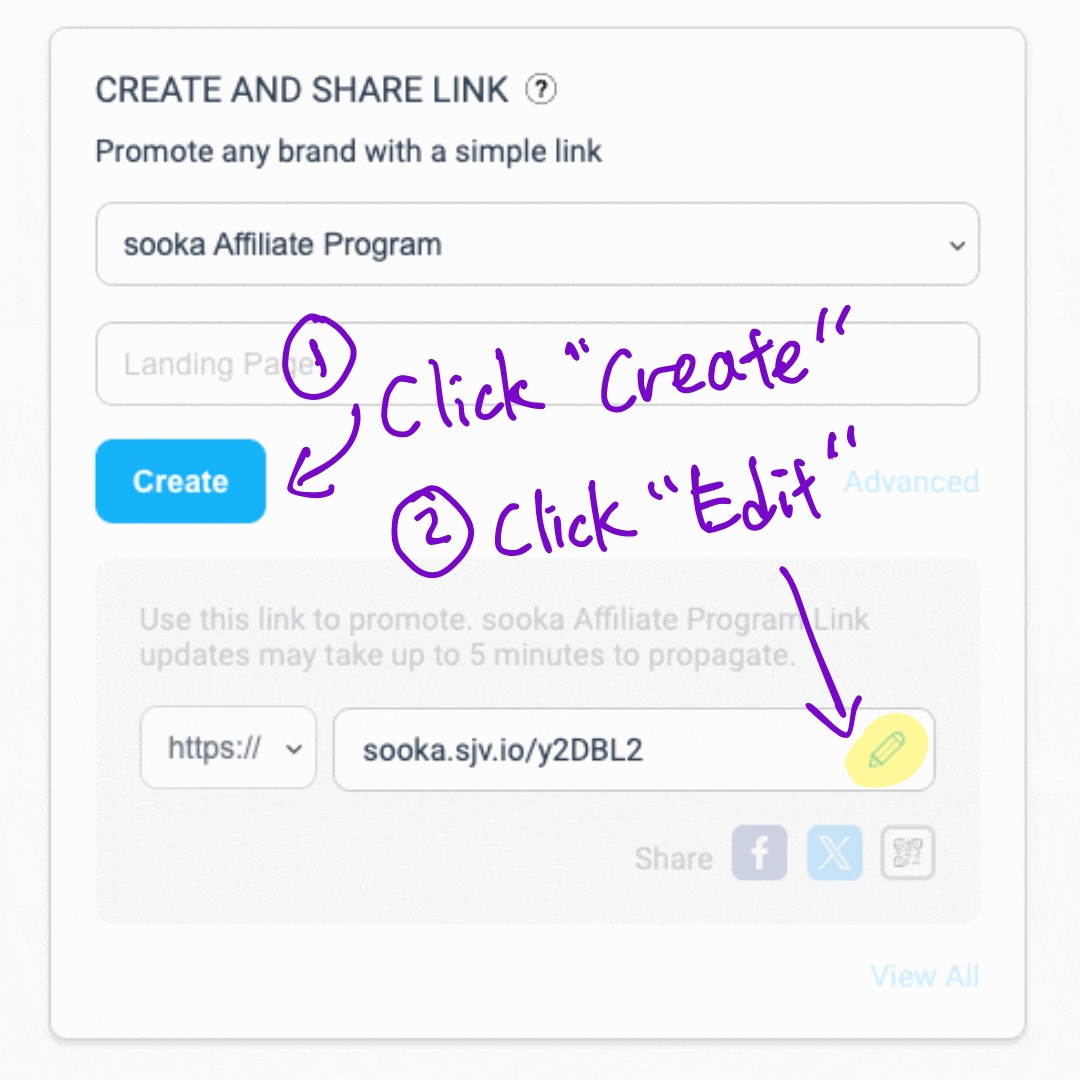 CREATE AND SHARE LINK ?
Promote any brand with a simple link
sooka Affiliate Program
Landing Page
1 Click "Create"
Create
2 Click "Edit"
Advanced
Use this link to promote. sooka Affiliate Program Link
updates may take up to 5 minutes to propagate.
https:// sooka.sjv.io/y2DBL2
Share f X
View All